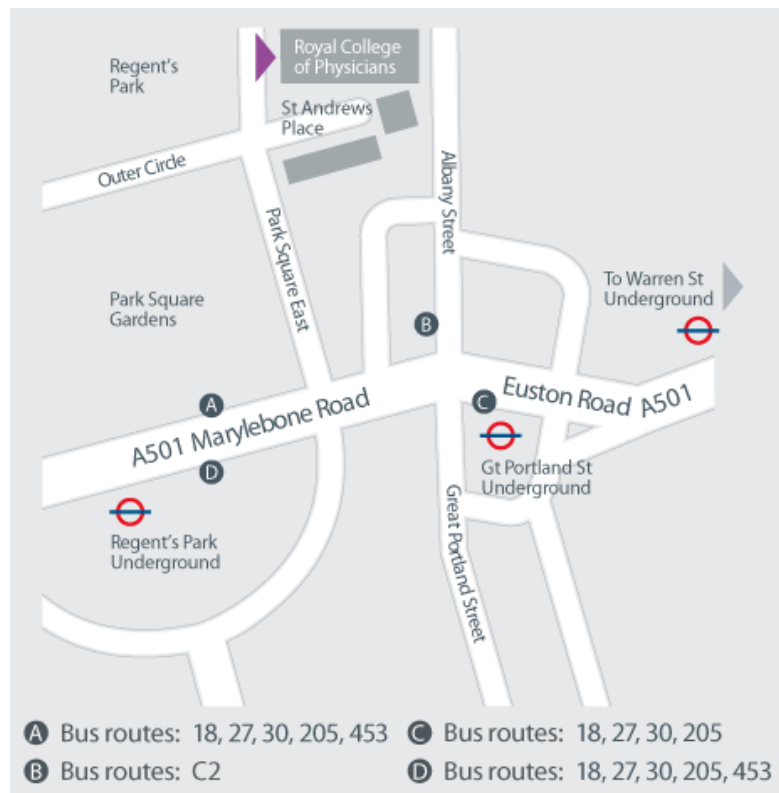 Royal College
of Physicians
Regent's
Park
St Andrews
Place
Outer Circle
Albany Street
Park Square East
To Warren St
Underground
Park Square
Gardens
B
A
C
Euston Road A501
A501 Marylebone Road
D
Gt Portland St
Underground
Regent's Park
Underground
Great Portland Street
A Bus routes: 18, 27, 30, 205, 453
C Bus routes: 18, 27, 30, 205
B Bus routes: C2
D Bus routes: 18, 27, 30, 205, 453